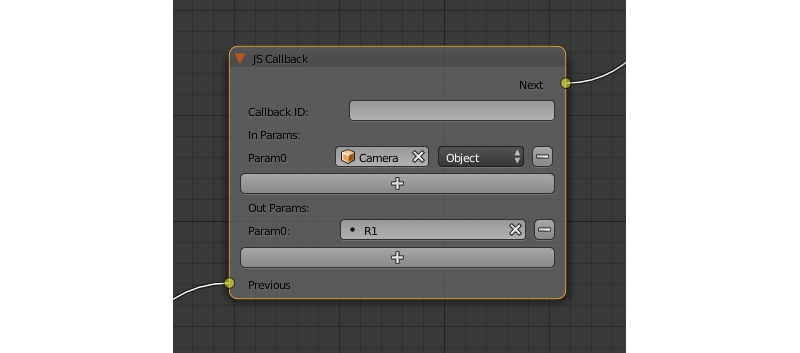 JS Callback
Next
Callback ID:
In Params:
Param0 Camera Object
Out Params:
Param0: R1
Previous